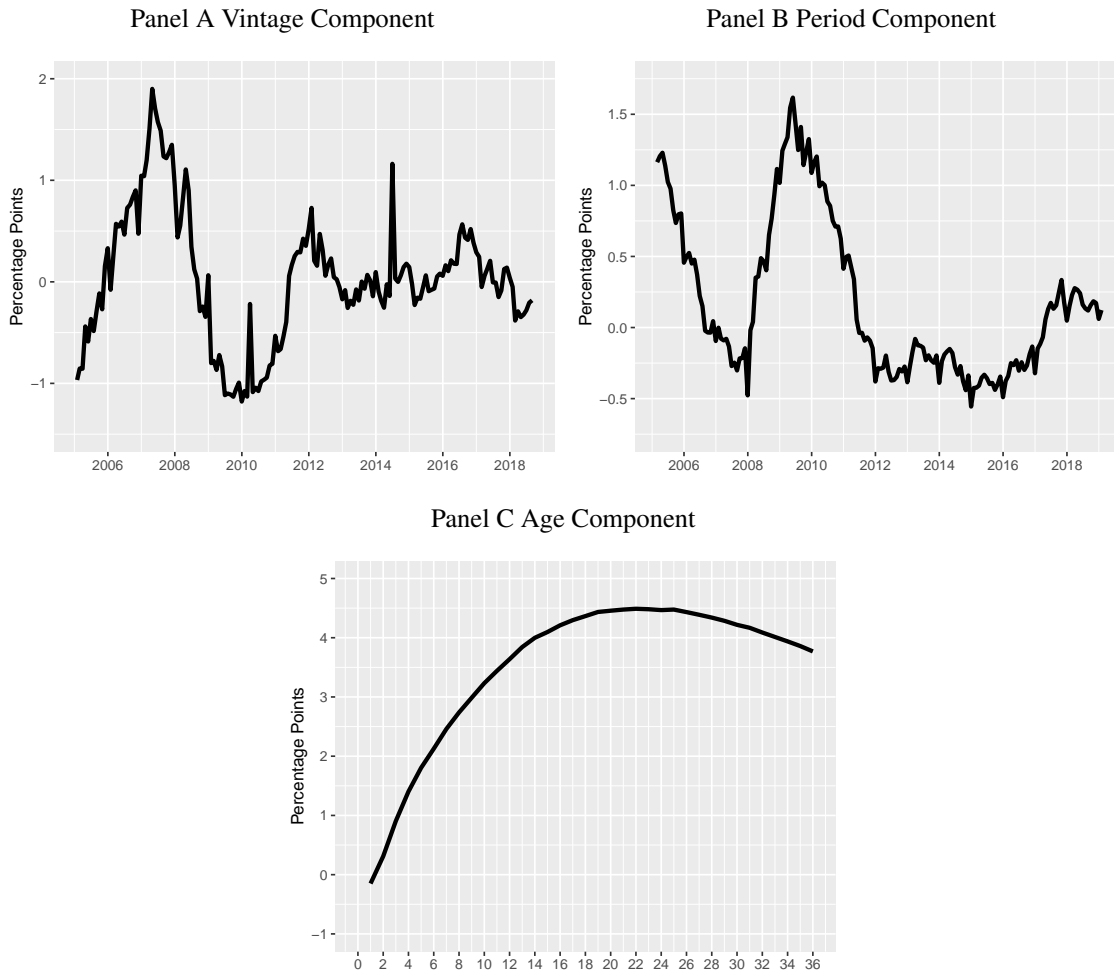 Panel A Vintage Component
Percentage Points
2
1
0
−1
2006 2008 2010 2012 2014 2016 2018
Panel B Period Component
Percentage Points
1.5
1.0
0.5
0.0
−0.5
2006 2008 2010 2012 2014 2016 2018
Panel C Age Component
Percentage Points
5
4
3
2
1
0
−1
0 2 4 6 8 10 12 14 16 18 20 22 24 26 28 30 32 34 36